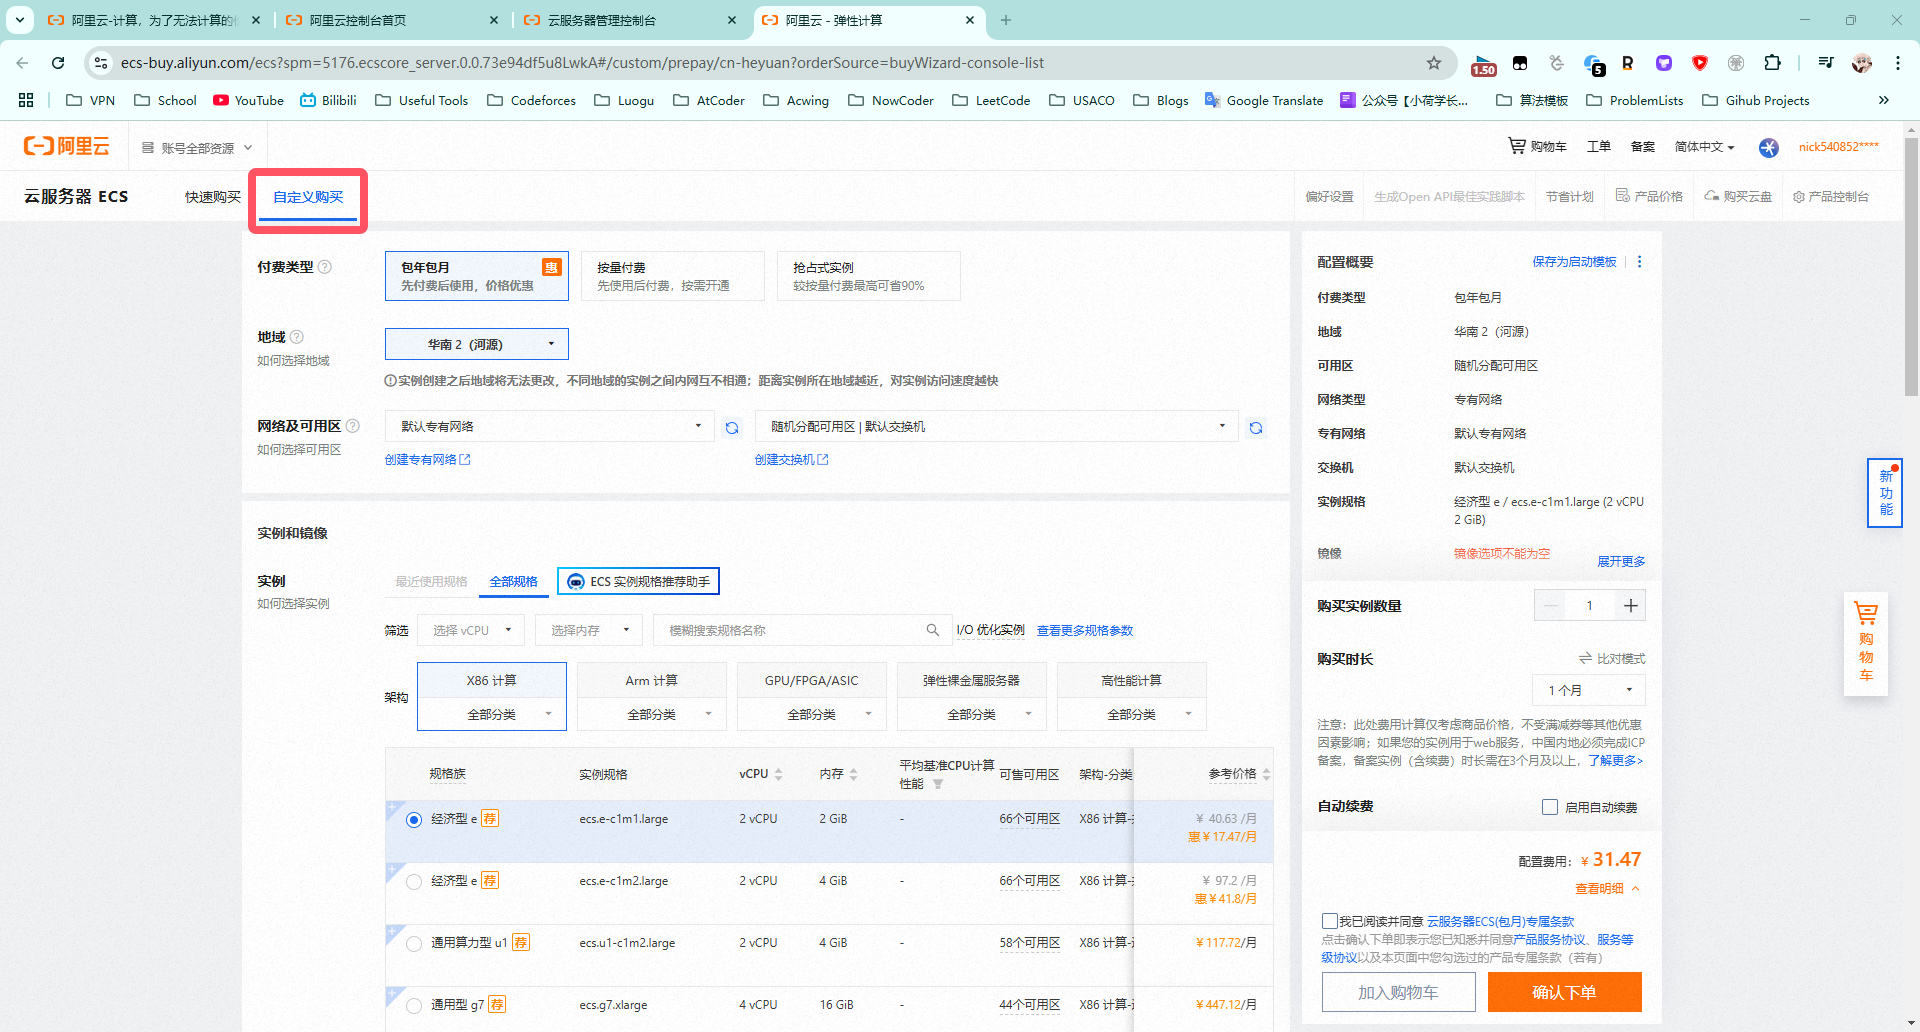 阿里云-计算，为了无法计算的
阿里云控制台首页
云服务器管理控制台
阿里云 - 弹性计算
ecs-buy.aliyun.com/ecs?spm=5176.ecscore_server.0.0.73e94df5u8LwkA#/custom/prepay/cn-heyuan?orderSource=buyWizard-console-list
1.50
5
VPN
School
YouTube
Bilibili
Useful Tools
Codeforces
Luogu
AtCoder
Acwing
NowCoder
LeetCode
USACO
Blogs
Google Translate
公众号【小荷学长...
算法模板
ProblemLists
Gihub Projects
阿里云
账号全部资源
购物车
工单
备案
简体中文
nick540852****
云服务器 ECS
快速购买
自定义购买
偏好设置
生成Open API最佳实践脚本
节省计划
产品价格
购买云盘
产品控制台
付费类型
包年包月
惠
先付费后使用，价格优惠
按量付费
先使用后付费，按需开通
抢占式实例
较按量付费最高可省90%
地域
如何选择地域
华南 2（河源）
实例创建之后地域将无法更改，不同地域的实例之间内网互不相通；距离实例所在地域越近，对实例访问速度越快
网络及可用区
如何选择可用区
默认专有网络
随机分配可用区 | 默认交换机
创建专有网络
创建交换机
实例和镜像
实例
如何选择实例
最近使用规格
全部规格
ECS 实例规格推荐助手
筛选
选择 vCPU
选择内存
模糊搜索规格名称
I/O 优化实例
查看更多规格参数
架构
X86 计算
全部分类
Arm 计算
全部分类
GPU/FPGA/ASIC
全部分类
弹性裸金属服务器
全部分类
高性能计算
全部分类
规格族
实例规格
vCPU
内存
平均基准CPU计算
性能
可售可用区
架构-分类
参考价格
经济型 e 荐
ecs.e-c1m1.large
2 vCPU
2 GiB
-
66个可用区
X86 计算-
¥ 40.63 /月
惠 ¥ 17.47/月
经济型 e 荐
ecs.e-c1m2.large
2 vCPU
4 GiB
-
66个可用区
X86 计算-
¥ 97.2 /月
惠 ¥ 41.8/月
通用算力型 u1 荐
ecs.u1-c1m2.large
2 vCPU
4 GiB
-
58个可用区
X86 计算-
¥ 117.72/月
通用型 g7 荐
ecs.g7.xlarge
4 vCPU
16 GiB
-
44个可用区
X86 计算-
¥ 447.12/月
配置概要
保存为启动模板
付费类型
包年包月
地域
华南 2（河源）
可用区
随机分配可用区
网络类型
专有网络
专有网络
默认专有网络
交换机
默认交换机
实例规格
经济型 e / ecs.e-c1m1.large (2 vCPU
2 GiB)
镜像
镜像选项不能为空
展开更多
购买实例数量
1
购买时长
比对模式
1 个月
注意：此处费用计算仅考虑商品价格，不受满减券等其他优惠
因素影响；如果您的实例用于web服务，中国内地必须完成ICP
备案，备案实例（含续费）时长需在3个月及以上，了解更多>
自动续费
启用自动续费
配置费用：¥ 31.47
查看明细
我已阅读并同意 云服务器ECS(包月)专属条款
点击确认下单即表示您已知悉并同意产品服务协议、服务等
级协议以及本页面中您勾选过的产品专属条款（若有）
加入购物车
确认下单
新功能
购物车